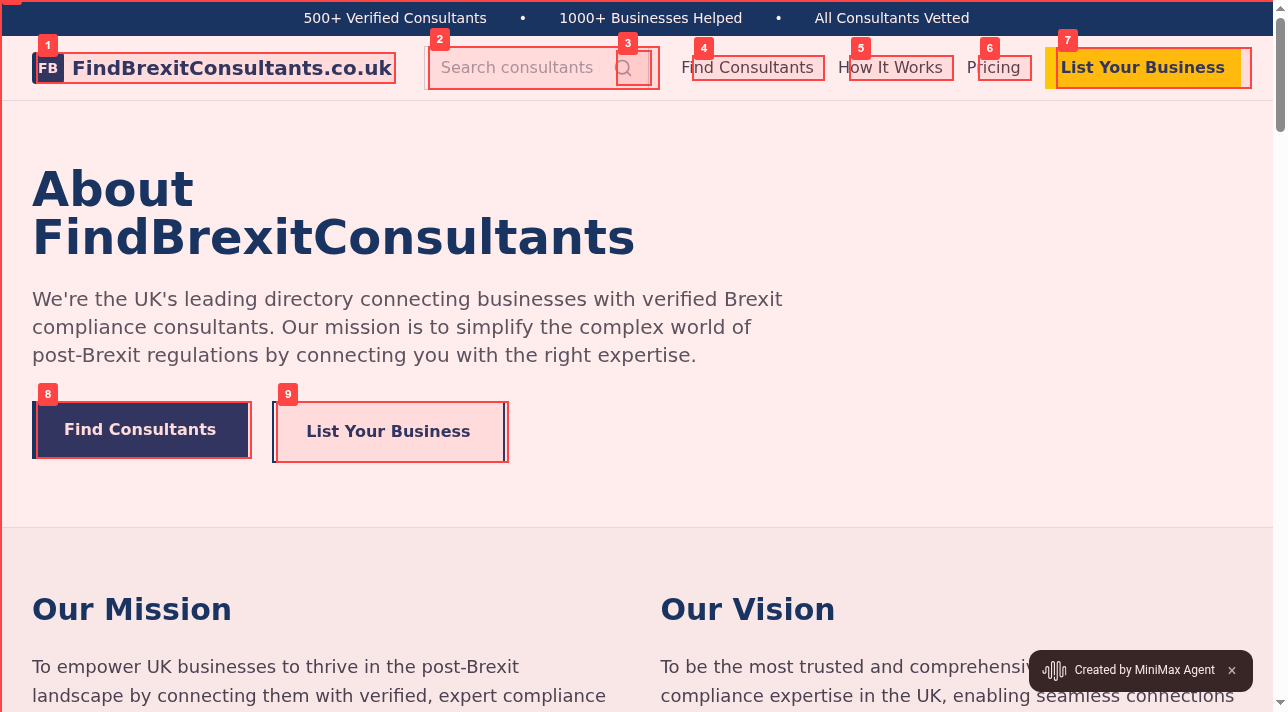 500+ Verified Consultants • 1000+ Businesses Helped • All Consultants Vetted
1 2 3 4 5 6 7
FB FindBrexitConsultants.co.uk Search consultants Find Consultants How It Works Pricing List Your Business
About
FindBrexitConsultants
We're the UK's leading directory connecting businesses with verified Brexit
compliance consultants. Our mission is to simplify the complex world of
post-Brexit regulations by connecting you with the right expertise.
8 9
Find Consultants List Your Business
Our Mission
To empower UK businesses to thrive in the post-Brexit
landscape by connecting them with verified, expert compliance
Our Vision
To be the most trusted and
compliance expertise in the UK, enabling seamless connections
Created by MiniMax Agent ×